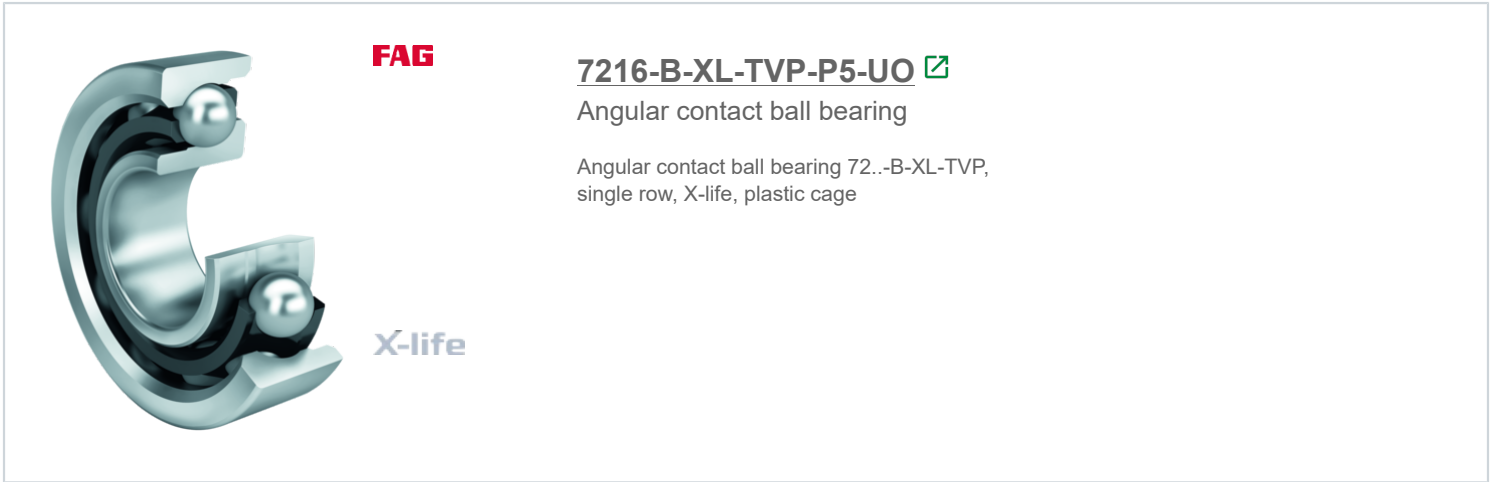 FAG
7216-B-XL-TVP-P5-UO
Angular contact ball bearing
Angular contact ball bearing 72..-B-XL-TVP,
single row, X-life, plastic cage
X-life